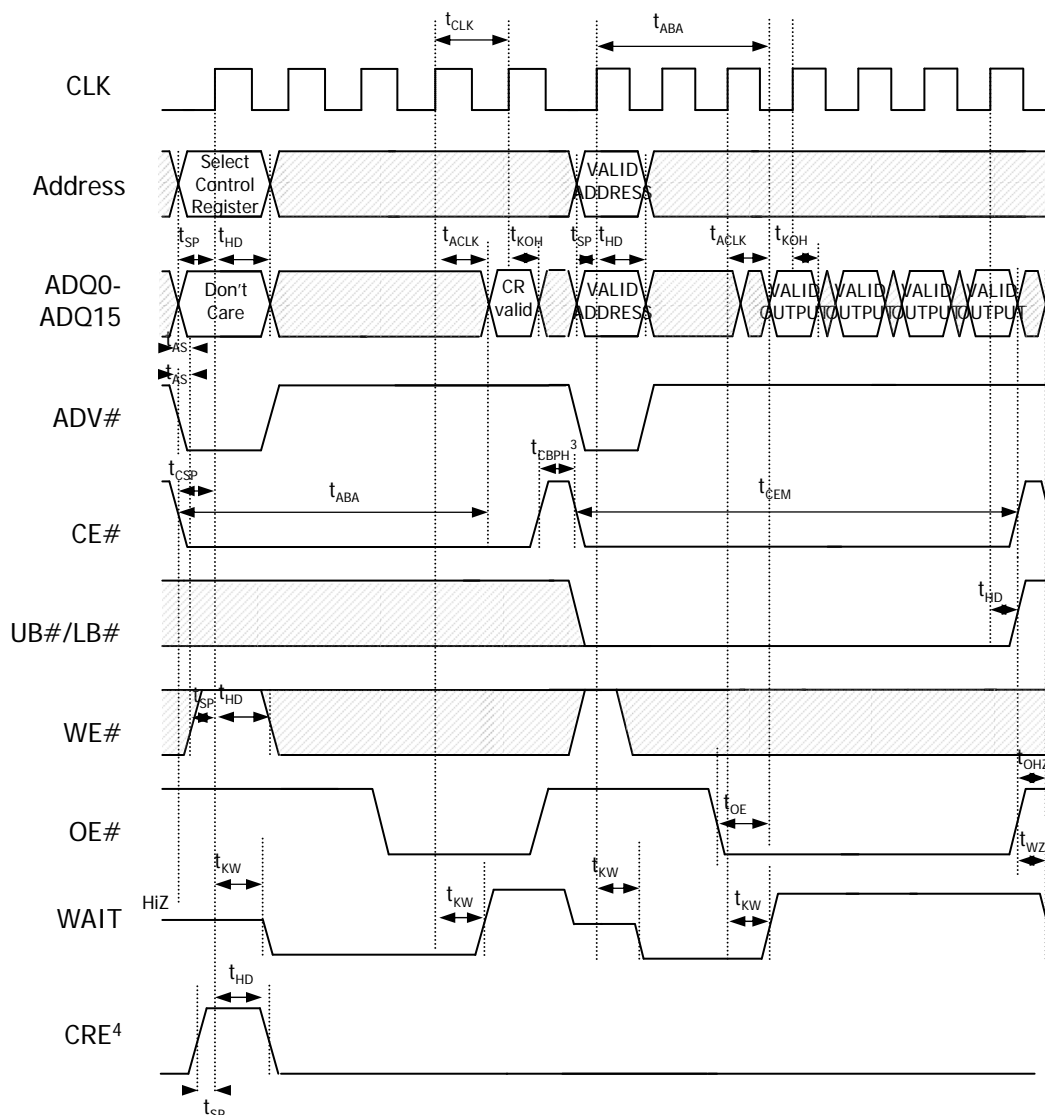 tCLK
tABA
CLK
Address
Select
Control
Register
VALID
ADDRESS
tSP
tHD
tACLK
tKOH
tSP
tHD
tACLK
tKOH
ADQ0-
ADQ15
Don't
Care
CR
valid
VALID
ADDRESS
VALID
OUTPUT
VALID
OUTPUT
VALID
OUTPUT
VALID
OUTPUT
tAS
tAS
ADV#
tCSP
tABA
tCBPH3
tCEM
CE#
UB#/LB#
tHD
tSP
tHD
WE#
tOHZ
OE#
tOE
tWZ
tKW
tKW
HiZ
WAIT
tKW
tKW
tHD
CRE4
tSP